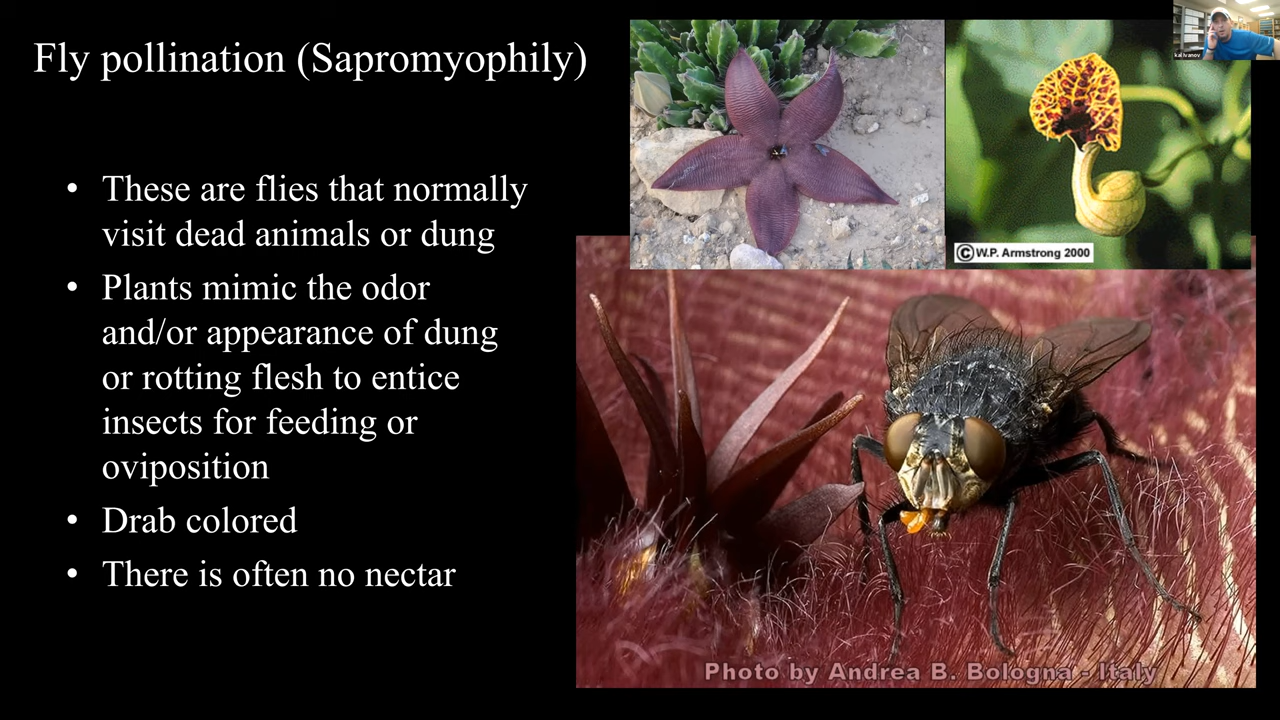 Fly pollination (Sapromyophily)
• These are flies that normally
visit dead animals or dung
• Plants mimic the odor
and/or appearance of dung
or rotting flesh to entice
insects for feeding or
oviposition
• Drab colored
• There is often no nectar
©W.P. Armstrong 2000
Photo by Andrea B. Bologna - Italy
kal ivanov